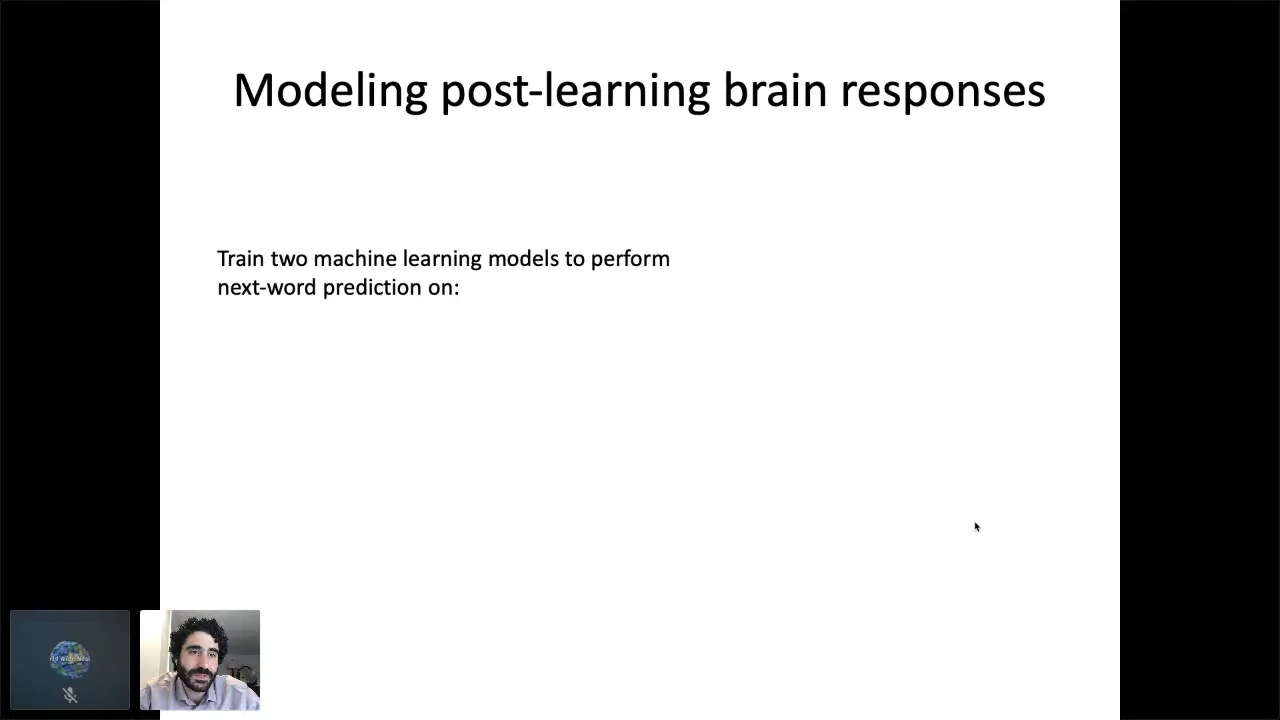 Modeling post-learning brain responses
Train two machine learning models to perform
next-word prediction on: